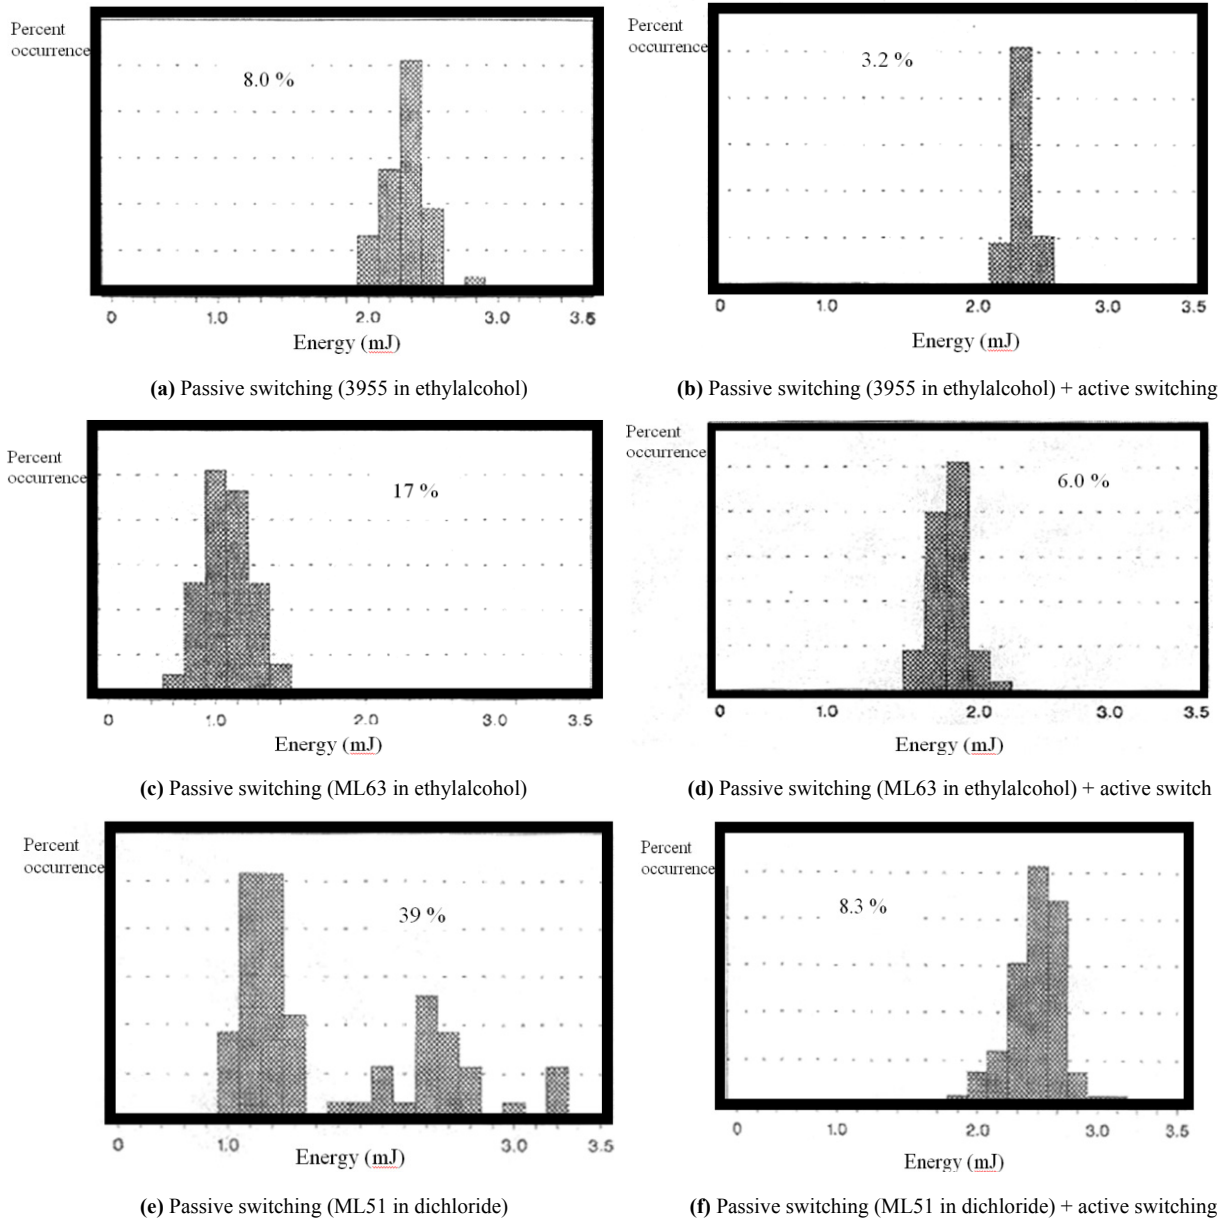 Percent
occurrence
8.0 %
0 1.0 2.0 3.0 3.5
Energy (mJ)
(a) Passive switching (3955 in ethylalcohol)
Percent
occurrence
3.2 %
0 1.0 2.0 3.0 3.5
Energy (mJ)
(b) Passive switching (3955 in ethylalcohol) + active switching
Percent
occurrence
17 %
0 1.0 2.0 3.0 3.5
Energy (mJ)
(c) Passive switching (ML63 in ethylalcohol)
Percent
occurrence
6.0 %
0 1.0 2.0 3.0 3.5
Energy (mJ)
(d) Passive switching (ML63 in ethylalcohol) + active switch
Percent
occurrence
39 %
0 1.0 3.0 3.5
Energy (mJ)
(e) Passive switching (ML51 in dichloride)
Percent
occurrence
8.3 %
0 2.0 3.0 3.5
Energy (mJ)
(f) Passive switching (ML51 in dichloride) + active switching